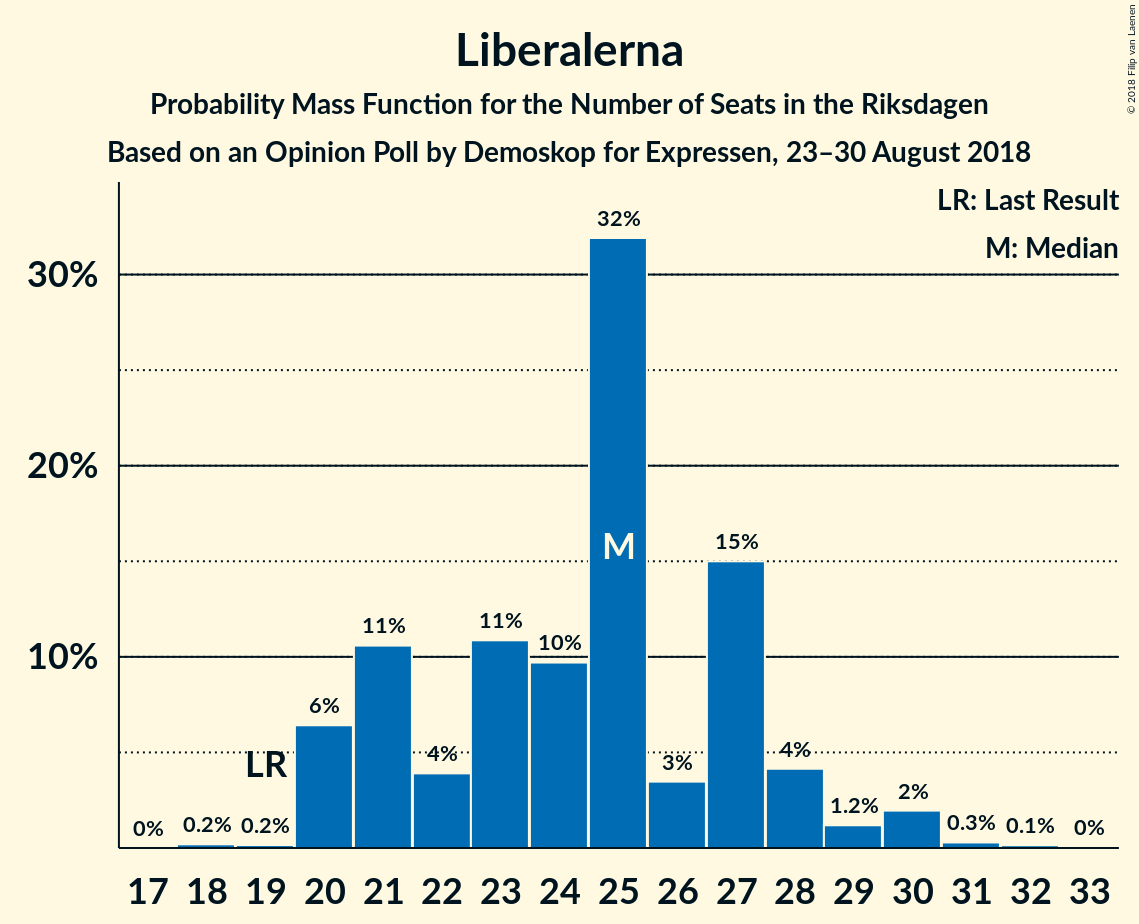 Liberalerna
Probability Mass Function for the Number of Seats in the Riksdagen
Based on an Opinion Poll by Demoskop for Expressen, 23–30 August 2018
© 2018 Filip van Laenen
LR: Last Result
M: Median
30%
20%
10%
0%
0.2%
0.2%
LR
6%
11%
4%
11%
10%
32%
M
3%
15%
4%
1.2%
2%
0.3%
0.1%
0%
17 18 19 20 21 22 23 24 25 26 27 28 29 30 31 32 33